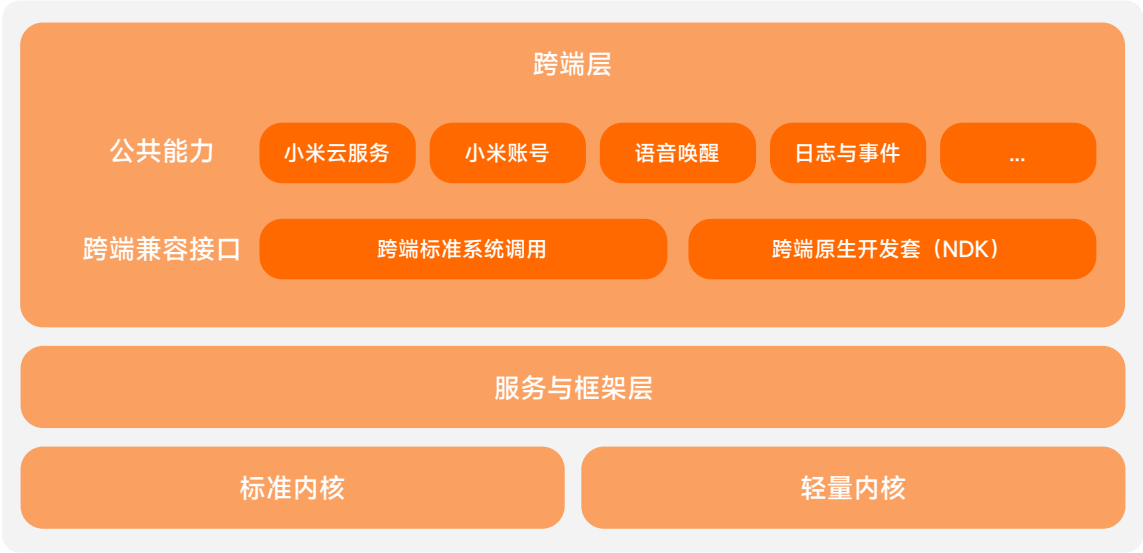 跨端层
公共能力
小米云服务
小米账号
语音唤醒
日志与事件
...
跨端兼容接口
跨端标准系统调用
跨端原生开发套（NDK）
服务与框架层
标准内核
轻量内核